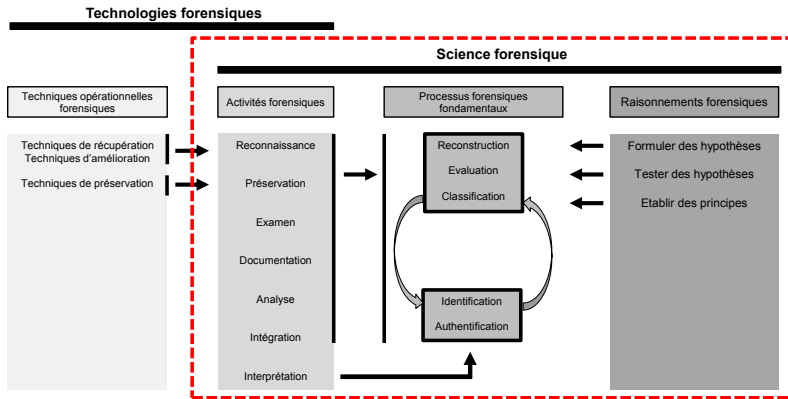 Technologies forensiques
Science forensique
Techniques opérationnelles
forensiques
Activités forensiques
Processus forensiques
fondamentaux
Raisonnements forensiques
Techniques de récupération
Techniques d'amélioration
Techniques de préservation
Reconnaissance
Préservation
Examen
Documentation
Analyse
Intégration
Interprétation
Reconstruction
Evaluation
Classification
Identification
Authentification
Formuler des hypothèses
Tester des hypothèses
Etablir des principes